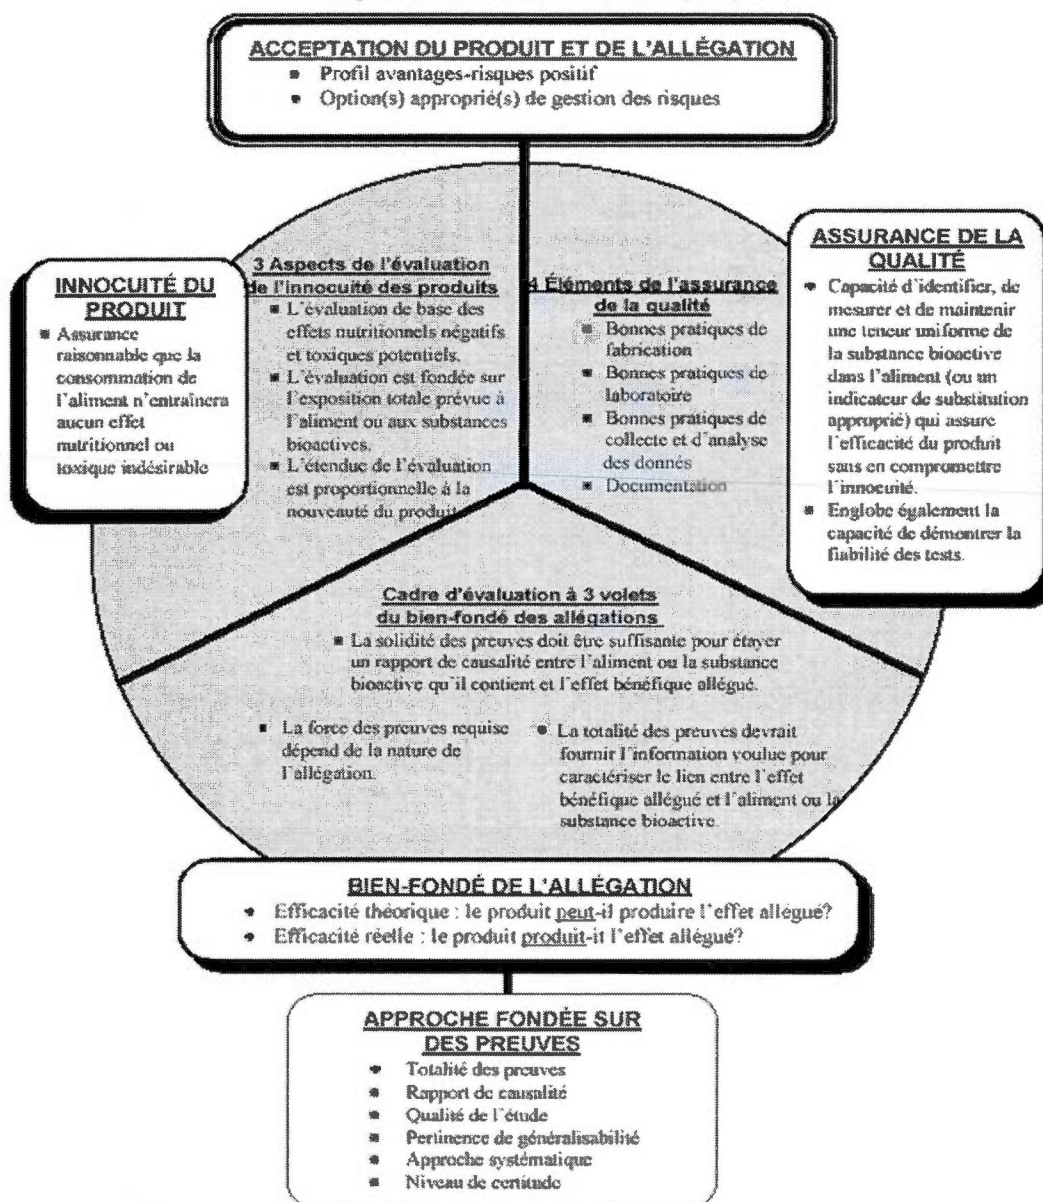 ACCEPTATION DU PRODUIT ET DE L'ALLÉGATION
■ Profil avantages-risques positif
• Option(s) approprié(s) de gestion des risques
INNOCUITÉ DU
PRODUIT
■ Assurance
raisonnable que la
consommation de
l'aliment n'entraînera
aucun effet
nutritionnel ou
toxique indésirable
3 Aspects de l'évaluation
de l'innocuité des produits
■ L'évaluation de base des
effets nutritionnels négatifs
et toxiques potentiels.
■ L'évaluation est fondée sur
l'exposition totale prévue à
l'aliment ou aux substances
bioactives.
■ L'étendue de l'évaluation
est proportionnelle à la
nouveauté du produit
4 Éléments de l'assurance
de la qualité
■ Bonnes pratiques de
fabrication
■ Bonnes pratiques de
laboratoire
■ Bonnes pratiques de
collecte et d'analyse
des donnés
■ Documentation
ASSURANCE DE LA
QUALITÉ
• Capacité d'identifier, de
mesurer et de maintenir
une teneur uniforme de
la substance bioactive
dans l'aliment (ou un
indicateur de substitution
approprié) qui assure
l'efficacité du produit
sans en compromettre
l'innocuité.
■ Englobe également la
capacité de démontrer la
fiabilité des tests.
Cadre d'évaluation à 3 volets
du bien-fondé des allégations
■ La solidité des preuves doit être suffisante pour étayer
un rapport de causalité entre l'aliment ou la substance
bioactive qu'il contient et l'effet bénéfique allégué.
■ La force des preuves requise
dépend de la nature de
l'allégation.
• La totalité des preuves devrait
fournir l'information voulue pour
caractériser le lien entre l'effet
bénéfique allégué et l'aliment ou la
substance bioactive.
BIEN-FONDÉ DE L'ALLÉGATION
• Efficacité théorique : le produit peut-il produire l'effet allégué?
• Efficacité réelle : le produit produit-it l'effet allégué?
APPROCHE FONDÉE SUR
DES PREUVES
• Totalité des preuves
■ Rapport de causalité
■ Qualité de l'étude
■ Pertinence de généralisabilité
■ Approche systématique
■ Niveau de certitude